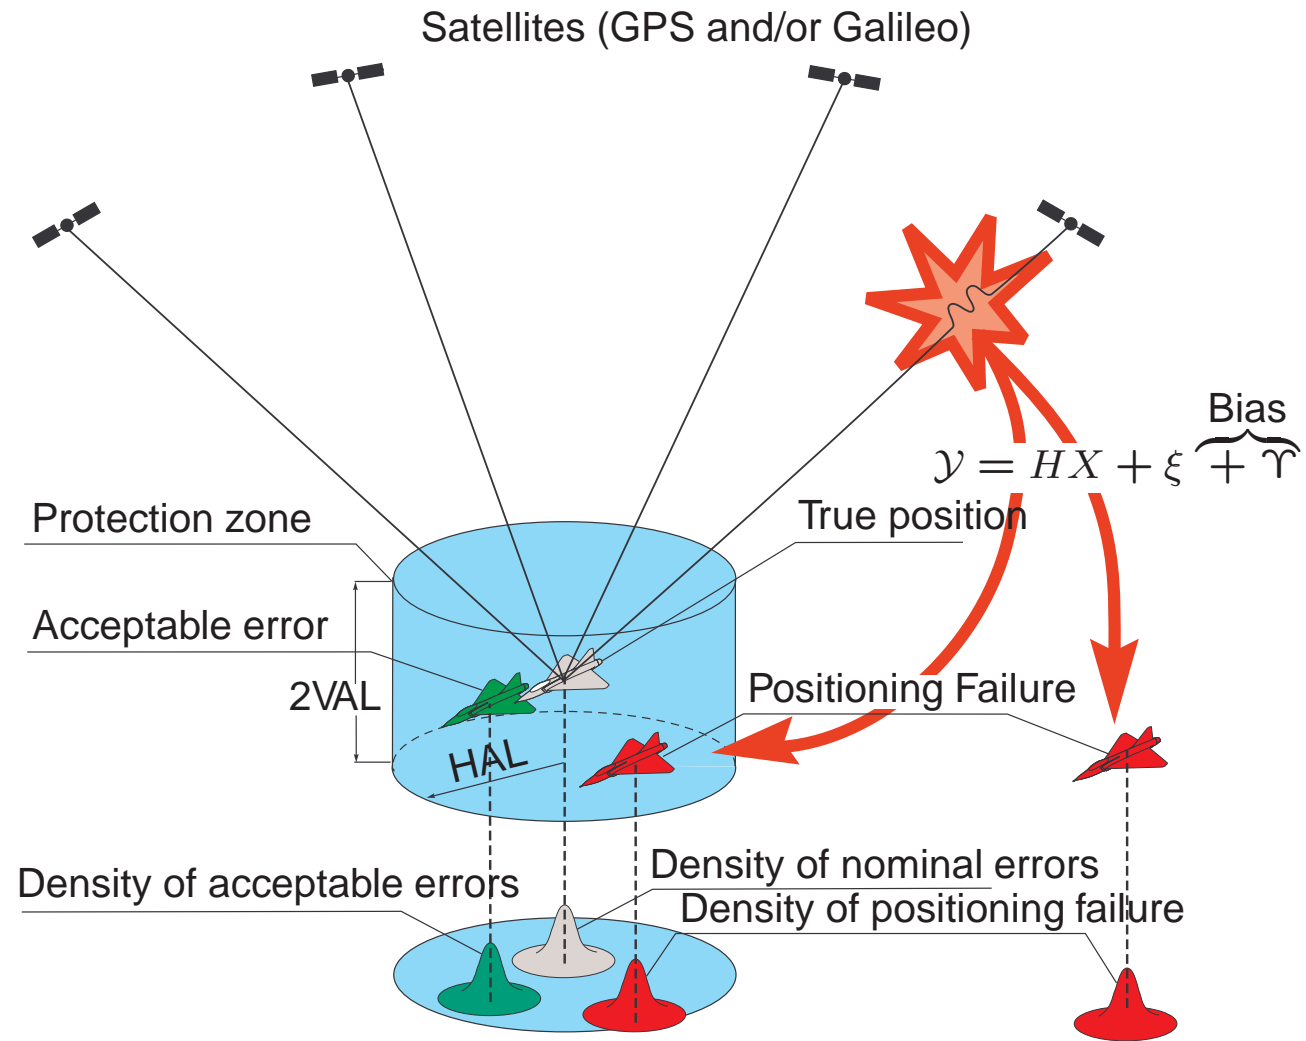 Satellites (GPS and/or Galileo)
Bias
𝒴 = HX + ξ + ϒ
Protection zone
True position
Acceptable error
2VAL
Positioning Failure
HAL
Density of nominal errors
Density of acceptable errors
Density of positioning failure